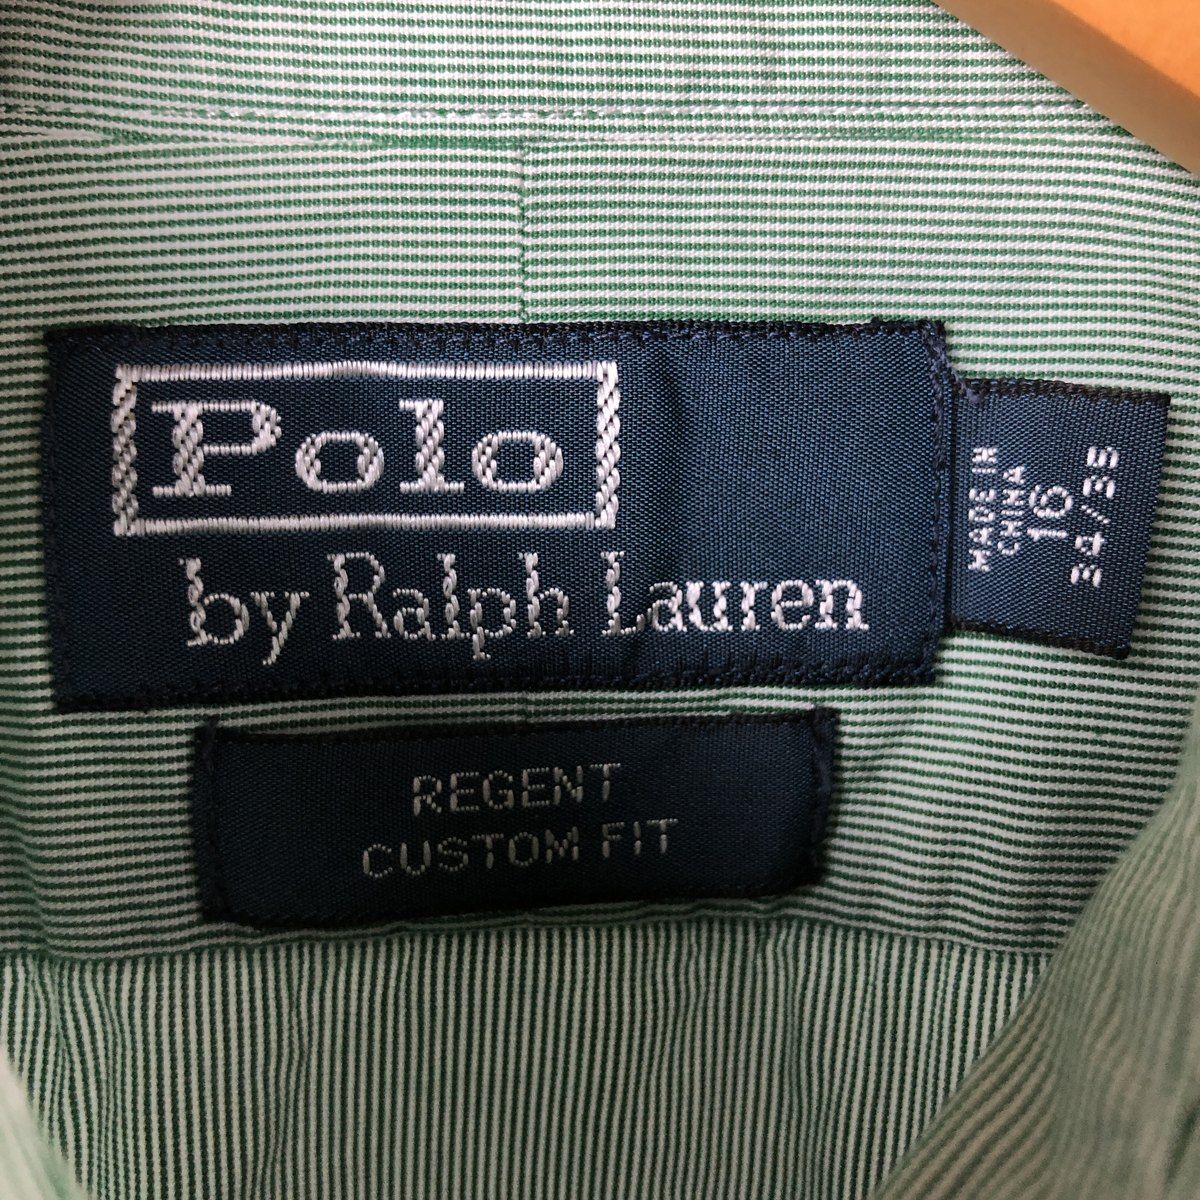 Polo
by Ralph Lauren
MADE IN
CHINA
16
34/35
REGENT
CUSTOM FIT